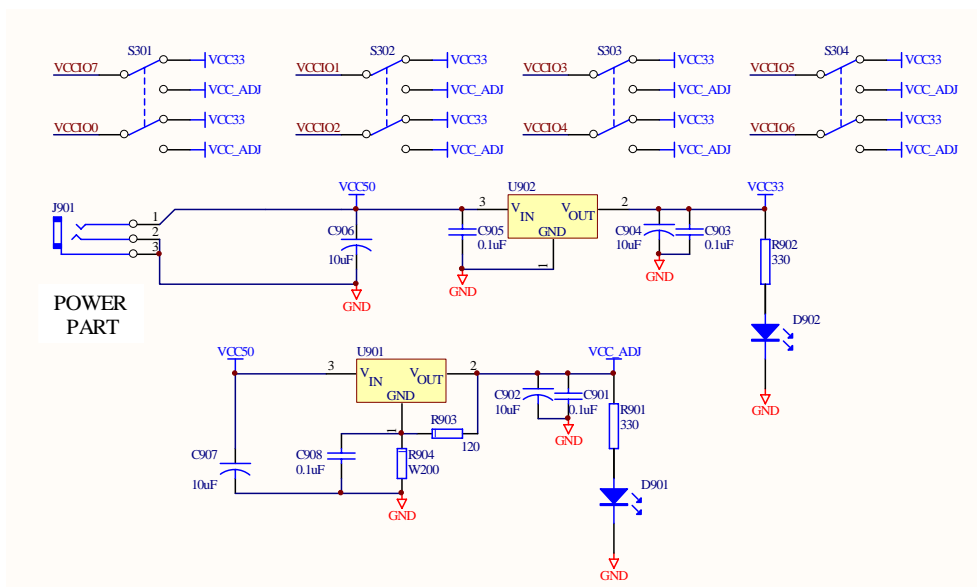 S301 S302 S303 S304
VCCIO7 VCC33 VCCIO1 VCC33 VCCIO3 VCC33 VCCIO5 VCC33
VCC_ADJ VCC_ADJ VCC_ADJ VCC_ADJ
VCCIO0 VCC33 VCCIO2 VCC33 VCCIO4 VCC33 VCCIO6 VCC33
VCC_ADJ VCC_ADJ VCC_ADJ VCC_ADJ
VCC50 U902 VCC33
J901 1 3 VIN VOUT 2
2 C906 C905 GND C904 C903
3 10uF 0.1uF 1 10uF 0.1uF R902
330
GND GND GND
POWER
PART
D902
GND
VCC50 U901 VCC_ADJ
3 VIN VOUT 2
GND C902 C901
10uF 0.1uF R901
1 R903 330
120 GND
C907 C908 R904
10uF 0.1uF W200
GND D901
GND